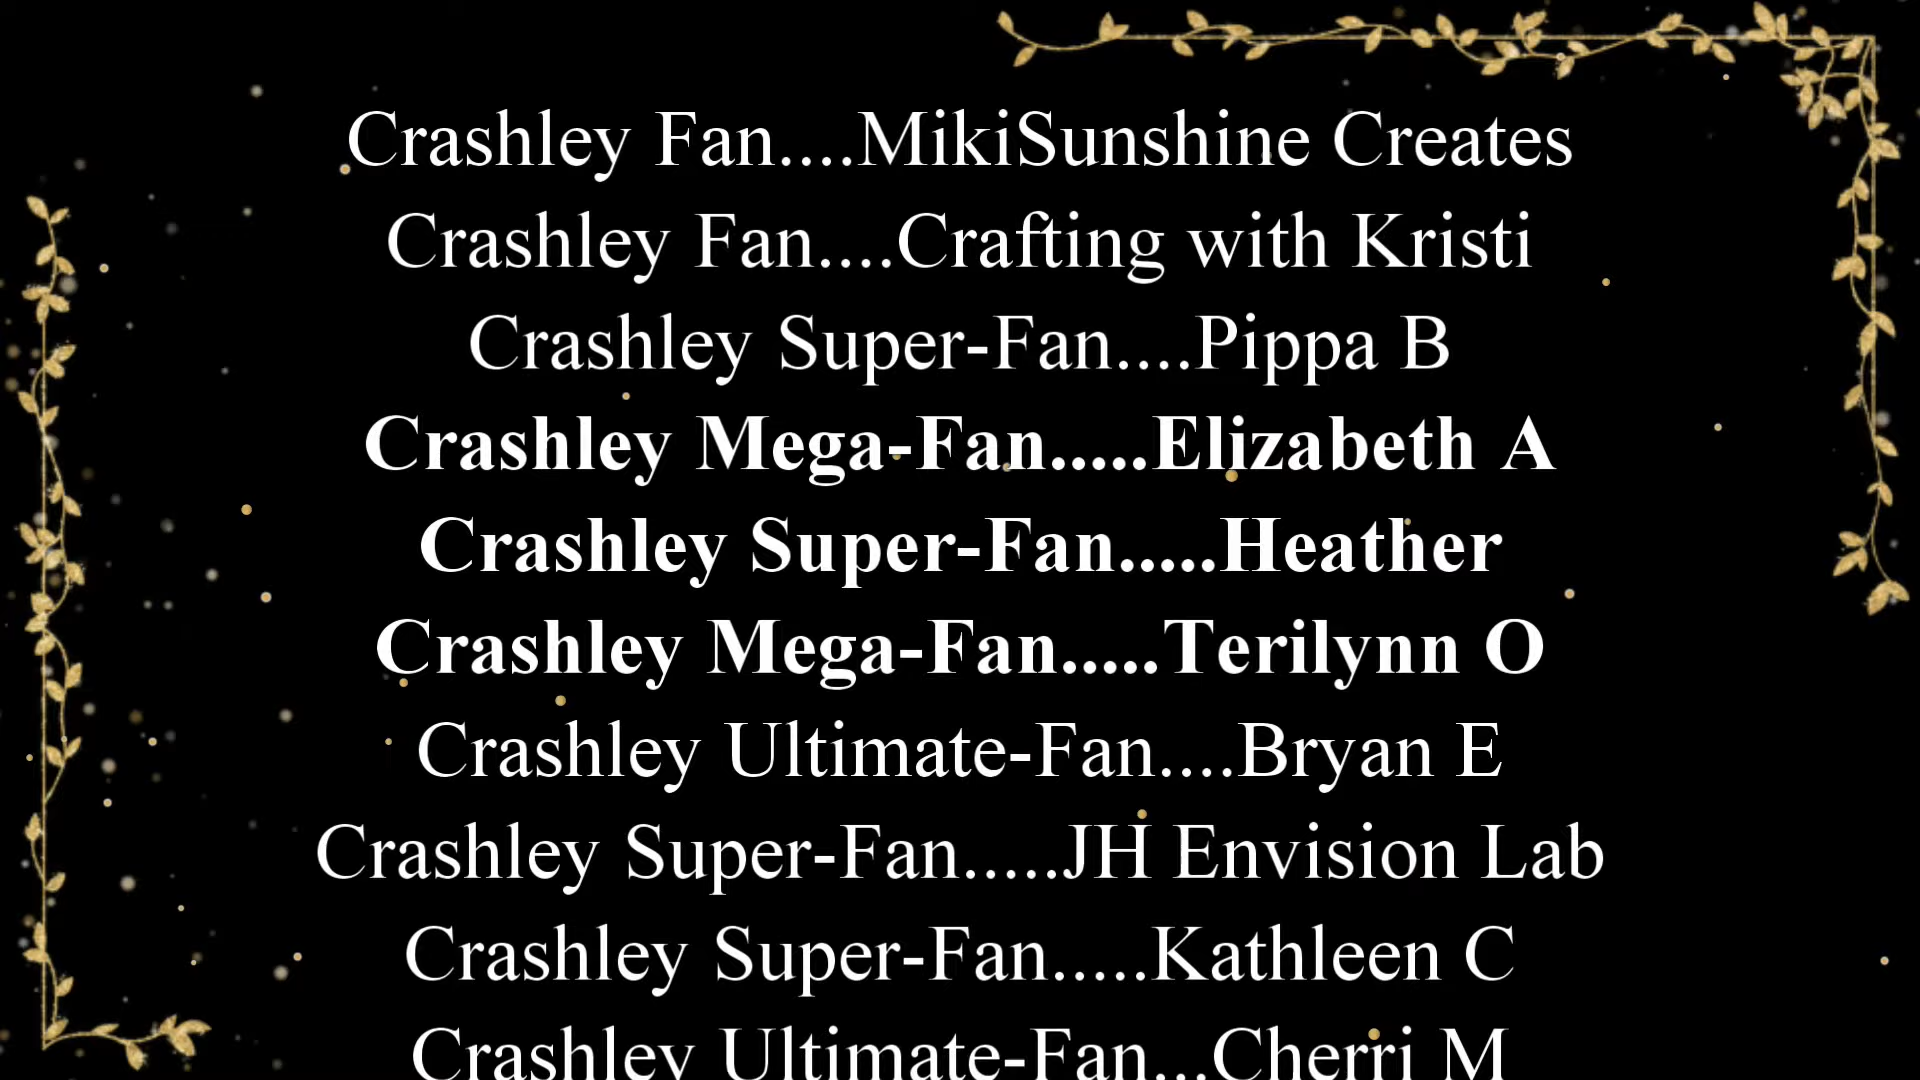 Crashley Fan....MikiSunshine Creates
Crashley Fan....Crafting with Kristi
Crashley Super-Fan....Pippa B
Crashley Mega-Fan.....Elizabeth A
Crashley Super-Fan.....Heather
Crashley Mega-Fan.....Terilynn O
Crashley Ultimate-Fan....Bryan E
Crashley Super-Fan.....JH Envision Lab
Crashley Super-Fan.....Kathleen C
Crashley Ultimate-Fan...Cherri M